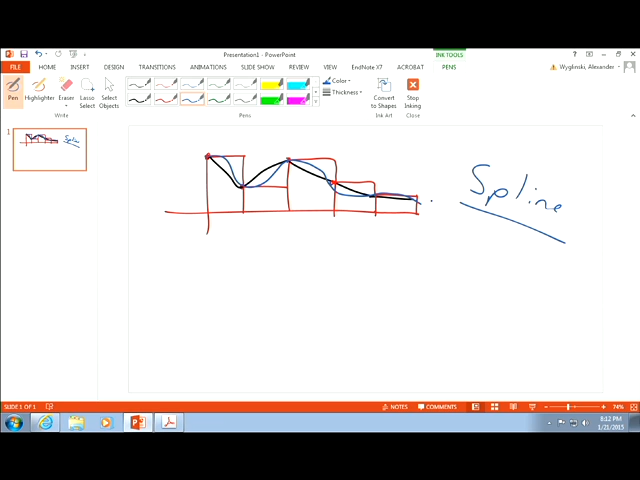 Presentation1 - PowerPoint
INK TOOLS
FILE HOME INSERT DESIGN TRANSITIONS ANIMATIONS SLIDE SHOW REVIEW VIEW EndNote X7 ACROBAT PENS
Wyglinski, Alexander
Pen Highlighter Eraser Lasso Select Select Objects
Color
Thickness
Convert to Shapes
Stop Inking
Write Pens Ink Art Close
1
Spline
Spline
SLIDE 1 OF 1
NOTES COMMENTS 74%
8:12 PM
1/21/2015